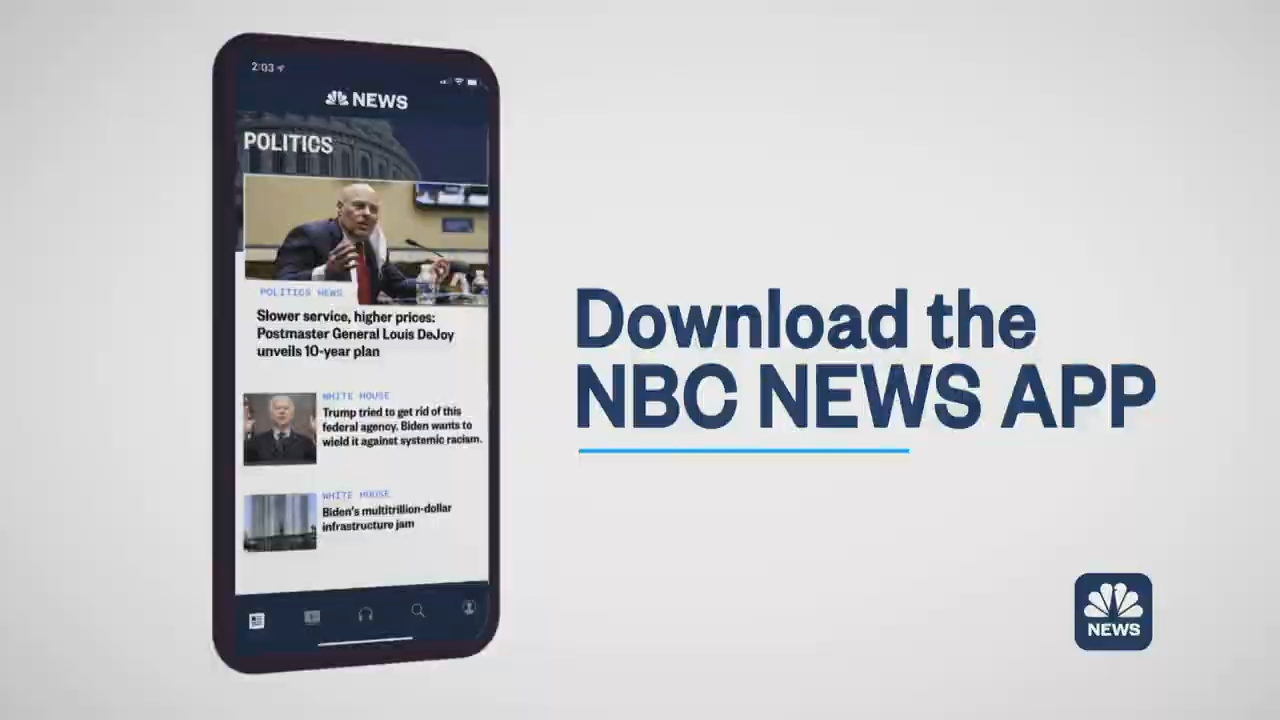 2:03
NEWS
POLITICS
POLITICS NEWS
Slower service, higher prices:
Postmaster General Louis DeJoy
unveils 10-year plan
WHITE HOUSE
Trump tried to get rid of this
federal agency. Biden wants to
wield it against systemic racism.
WHITE HOUSE
Biden's multitrillion-dollar
infrastructure jam
Download the
NBC NEWS APP
NEWS